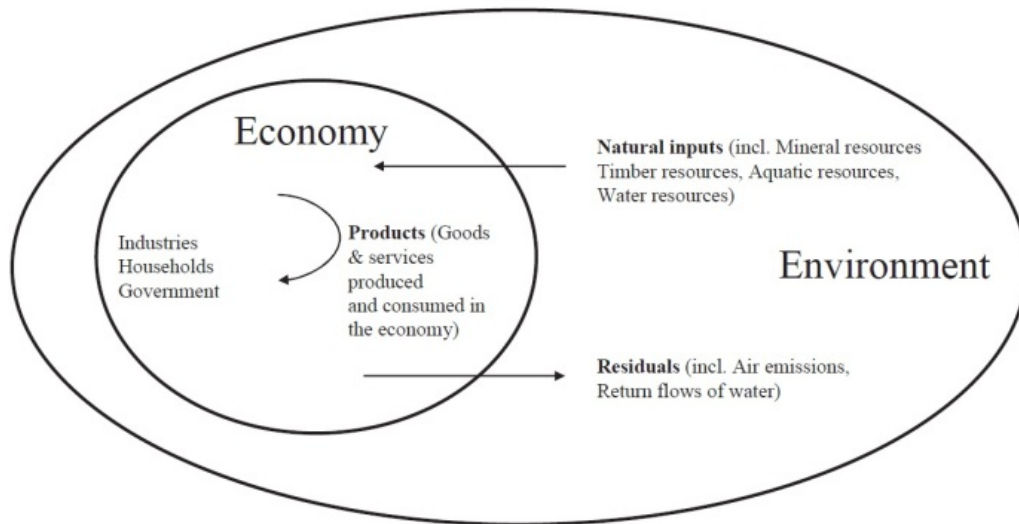 Economy
Natural inputs (incl. Mineral resources
Timber resources, Aquatic resources,
Water resources)
Industries
Households
Government
Products (Goods
& services
produced
and consumed in
the economy)
Environment
Residuals (incl. Air emissions,
Return flows of water)